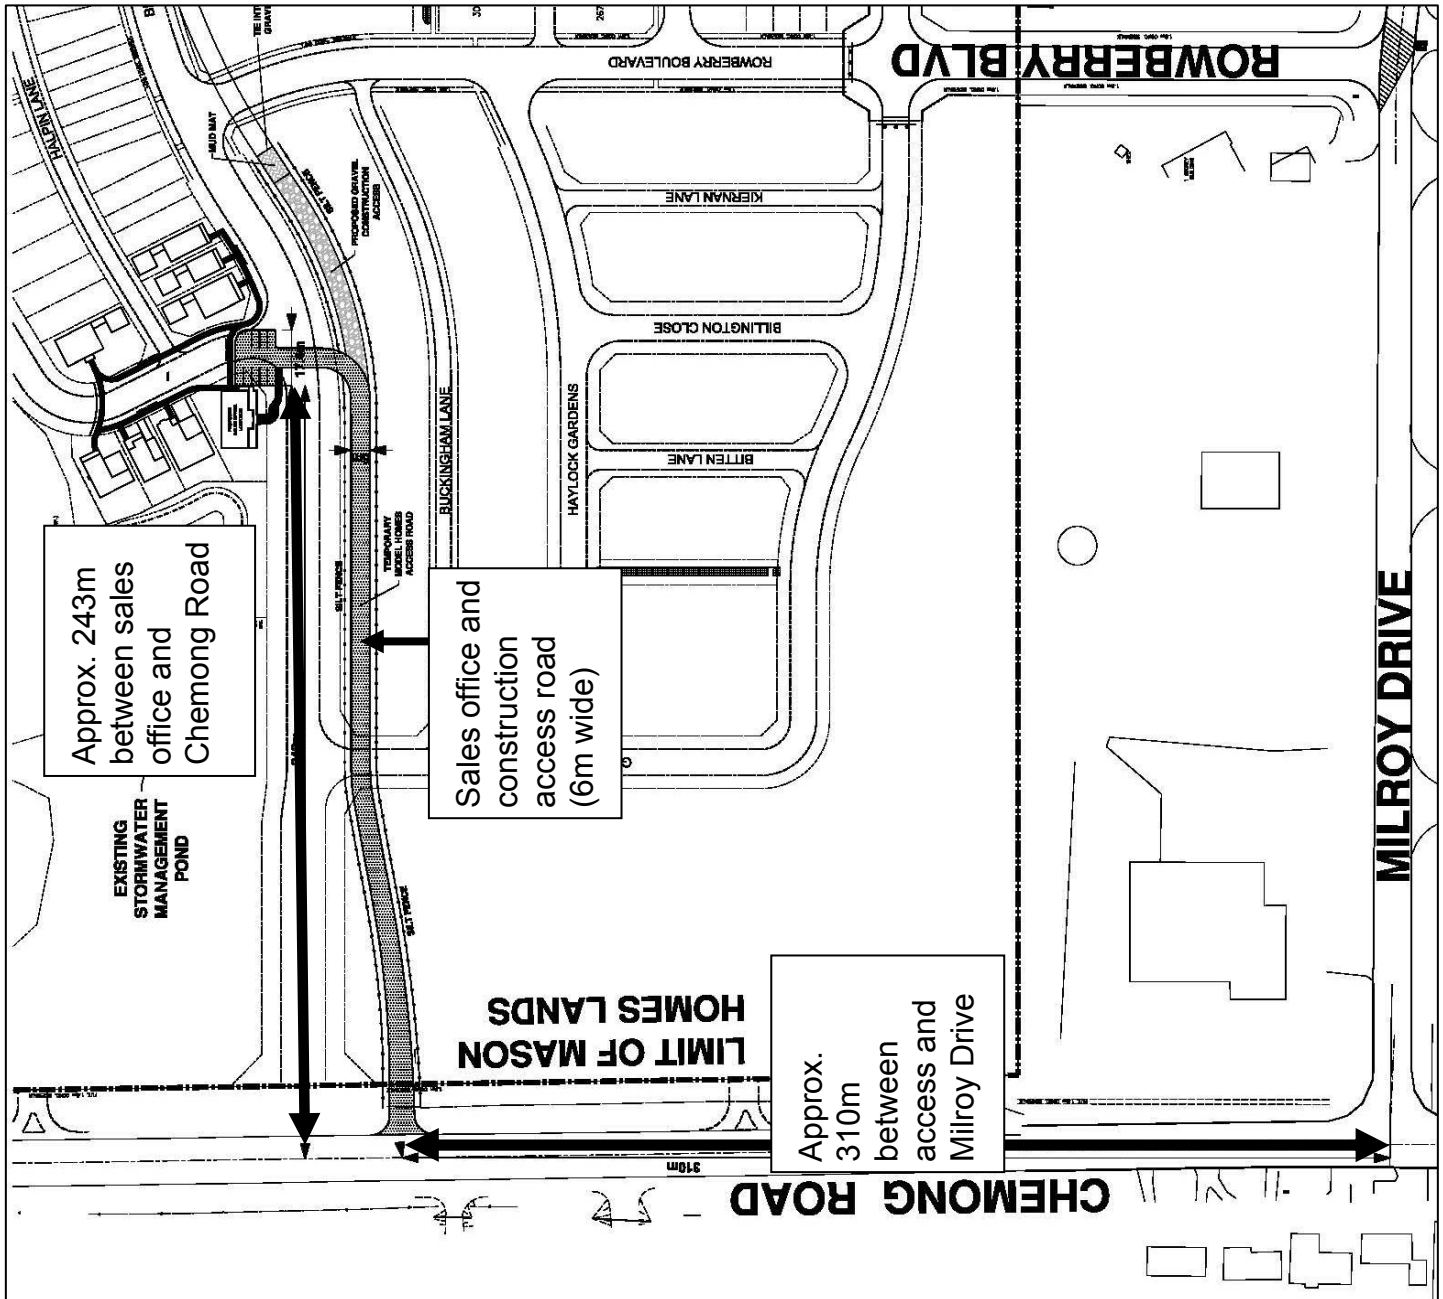 HALPIN LANE
MUD MAT
SILT FENCE
PROPOSED GRAVEL
CONSTRUCTION
ACCESS
ROWBERRY BOULEVARD
ROWBERRY BLVD
KIERNAN LANE
BILLINGTON CLOSE
BITTEN LANE
HAYLOCK GARDENS
BUCKINGHAM LANE
SILT FENCE
TEMPORARY
MODEL HOMES
ACCESS ROAD
Approx. 243m
between sales
office and
Chemong Road
EXISTING
STORMWATER
MANAGEMENT
POND
Sales office and
construction
access road
(6m wide)
SILT FENCE
LIMIT OF MASON
HOMES LANDS
Approx.
310m
between
access and
Milroy Drive
310m
CHEMONG ROAD
MILROY DRIVE